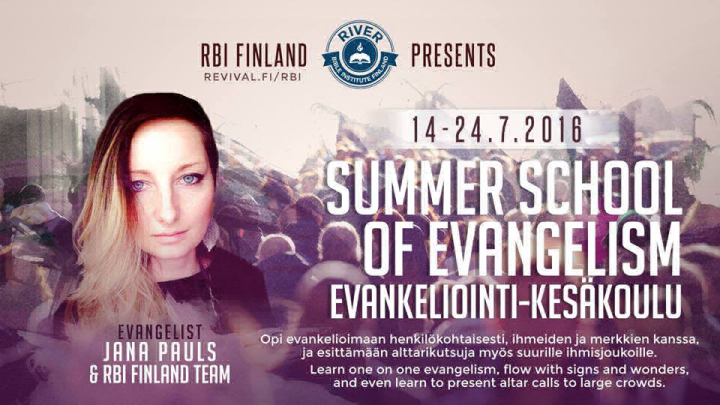 RBI FINLAND
REVIVAL.FI/RBI
RIVER
BIBLE INSTITUTE FINLAND
PRESENTS
14-24.7.2016
SUMMER SCHOOL
OF EVANGELISM
EVANKELIOINTI-KESÄKOULU
EVANGELIST
JANA PAULS
& RBI FINLAND TEAM
Opi evankelioimaan henkilökohtaisesti, ihmeiden ja merkkien kanssa,
ja esittämään alttarikutsuja myös suurille ihmisjoukoille.
Learn one on one evangelism, flow with signs and wonders,
and even learn to present altar calls to large crowds.